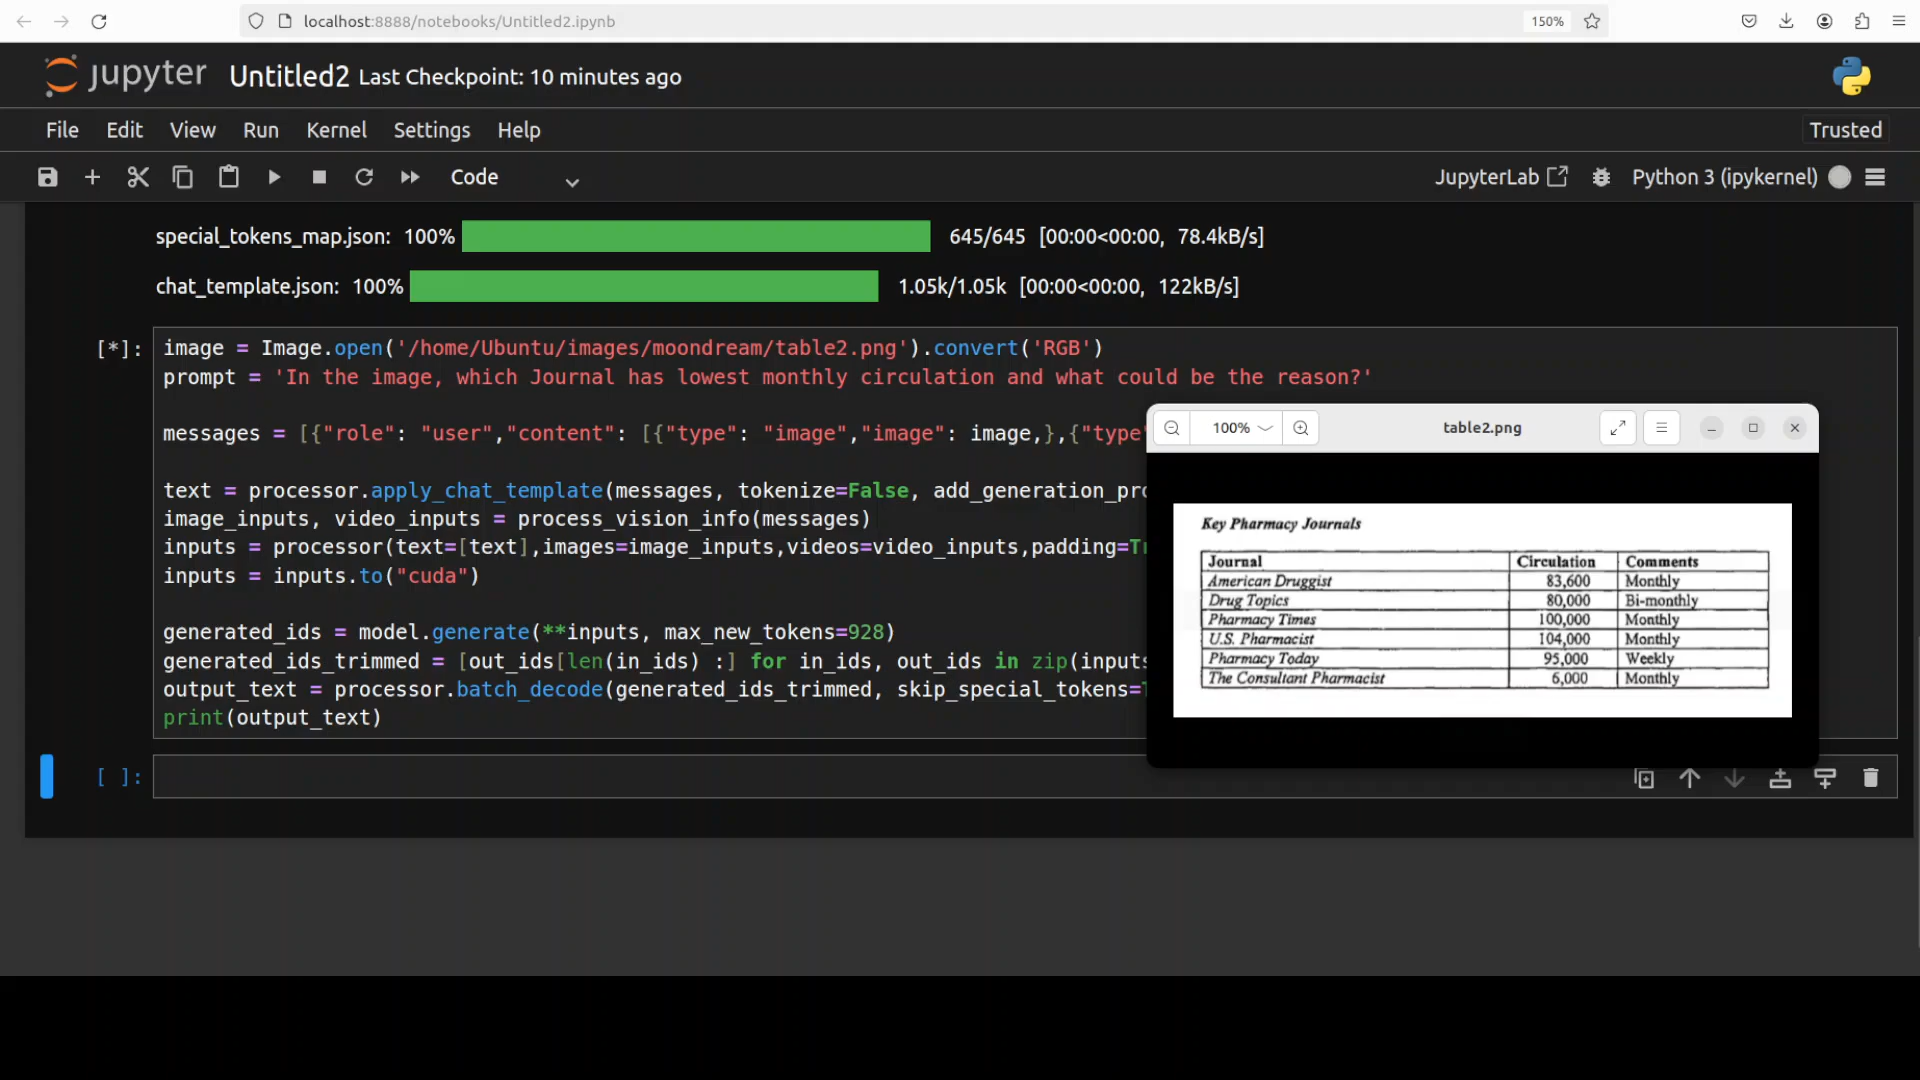 localhost:8888/notebooks/Untitled2.ipynb
150%
jupyter Untitled2 Last Checkpoint: 10 minutes ago
File Edit View Run Kernel Settings Help
Trusted
Code
JupyterLab
Python 3 (ipykernel)
special_tokens_map.json: 100% 645/645 [00:00<00:00, 78.4kB/s]
chat_template.json: 100% 1.05k/1.05k [00:00<00:00, 122kB/s]
[*]:
image = Image.open('/home/Ubuntu/images/moondream/table2.png').convert('RGB')
prompt = 'In the image, which Journal has lowest monthly circulation and what could be the reason?'
messages = [{"role": "user","content": [{"type": "image","image": image,},{"type"
text = processor.apply_chat_template(messages, tokenize=False, add_generation_pro
image_inputs, video_inputs = process_vision_info(messages)
inputs = processor(text=[text],images=image_inputs,videos=video_inputs,padding=Tr
inputs = inputs.to("cuda")
generated_ids = model.generate(**inputs, max_new_tokens=928)
generated_ids_trimmed = [out_ids[len(in_ids) :] for in_ids, out_ids in zip(inputs
output_text = processor.batch_decode(generated_ids_trimmed, skip_special_tokens=T
print(output_text)
[ ]:
100%
table2.png
Key Pharmacy Journals
Journal Circulation Comments
American Druggist 83,600 Monthly
Drug Topics 80,000 Bi-monthly
Pharmacy Times 100,000 Monthly
U.S. Pharmacist 104,000 Monthly
Pharmacy Today 95,000 Weekly
The Consultant Pharmacist 6,000 Monthly